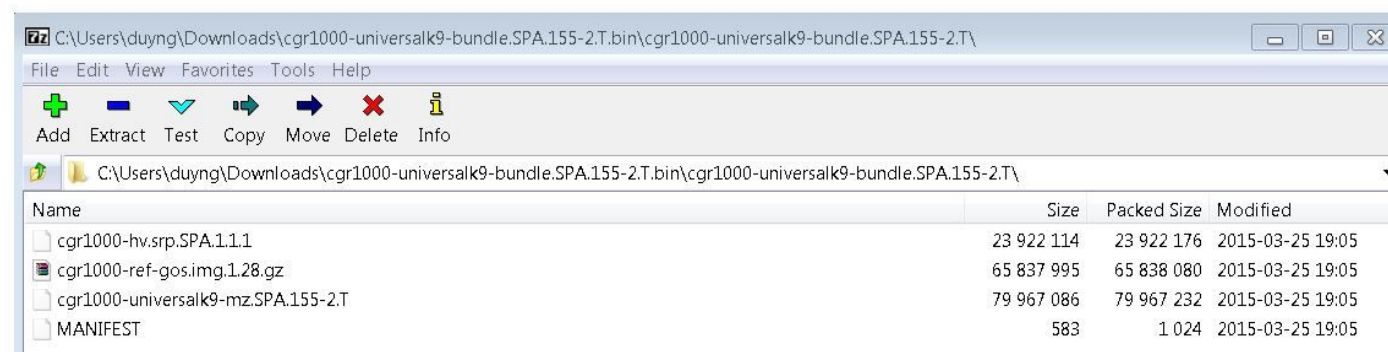 7z C:\Users\duyng\Downloads\cgr1000-universalk9-bundle.SPA.155-2.T.bin\cgr1000-universalk9-bundle.SPA.155-2.T\
File Edit View Favorites Tools Help
Add Extract Test Copy Move Delete Info
C:\Users\duyng\Downloads\cgr1000-universalk9-bundle.SPA.155-2.T.bin\cgr1000-universalk9-bundle.SPA.155-2.T\
Name Size Packed Size Modified
cgr1000-hv.srp.SPA.1.1.1 23 922 114 23 922 176 2015-03-25 19:05
cgr1000-ref-gos.img.1.28.gz 65 837 995 65 838 080 2015-03-25 19:05
cgr1000-universalk9-mz.SPA.155-2.T 79 967 086 79 967 232 2015-03-25 19:05
MANIFEST 583 1 024 2015-03-25 19:05